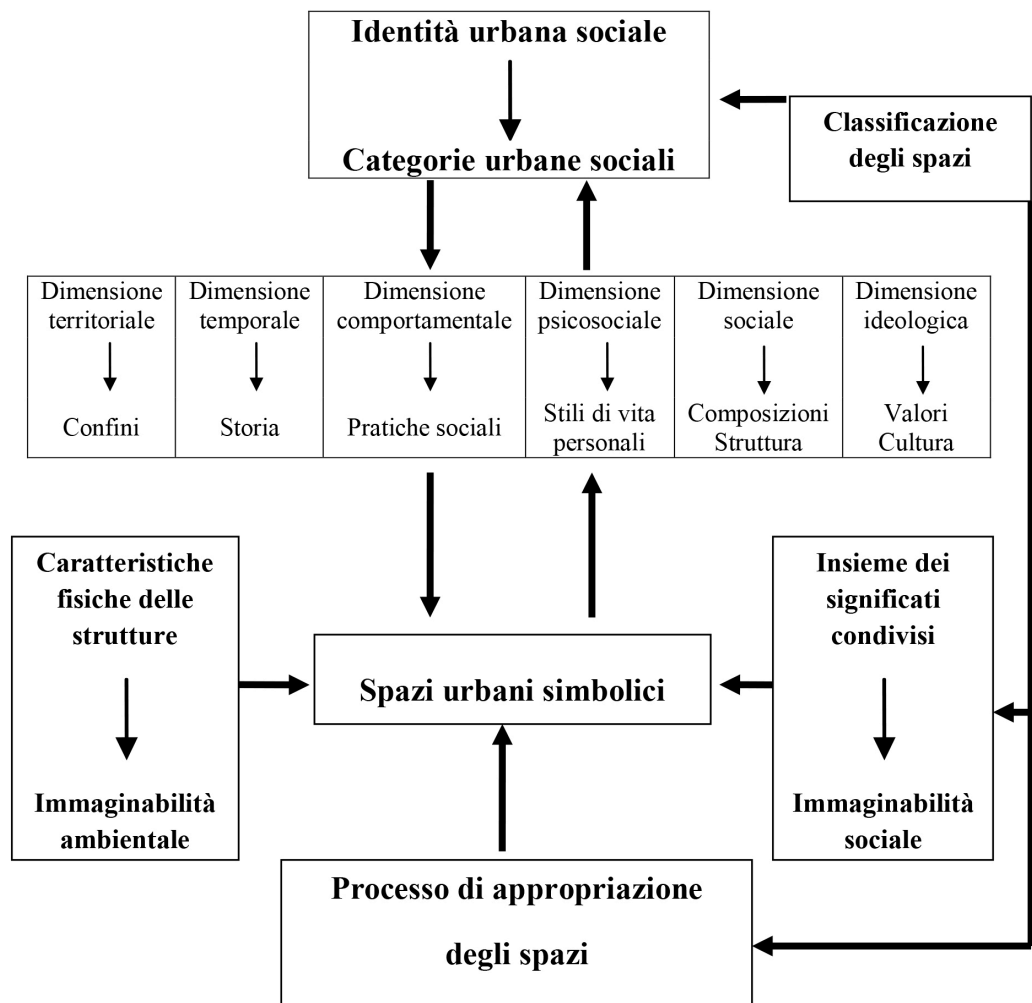 Identità urbana sociale
Categorie urbane sociali
Classificazione
degli spazi
Dimensione
territoriale
Confini
Dimensione
temporale
Storia
Dimensione
comportamentale
Pratiche sociali
Dimensione
psicosociale
Stili di vita
personali
Dimensione
sociale
Composizioni
Struttura
Dimensione
ideologica
Valori
Cultura
Caratteristiche
fisiche delle
strutture
Immaginabilità
ambientale
Spazi urbani simbolici
Insieme dei
significati
condivisi
Immaginabilità
sociale
Processo di appropriazione
degli spazi